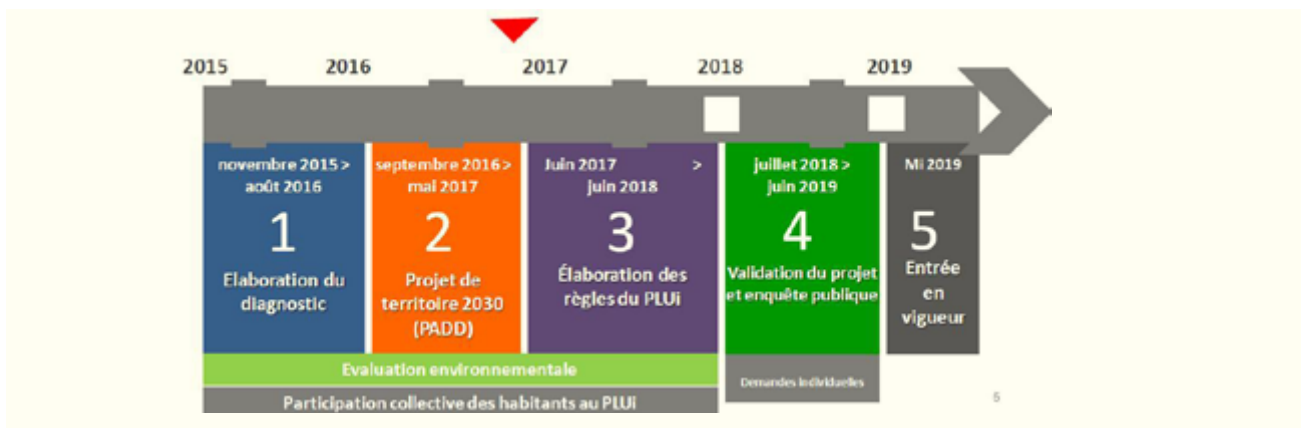 2015 2016 2017 2018 2019
novembre 2015 >
août 2016
1
Elaboration du
diagnostic
septembre 2016 >
mai 2017
2
Projet de
territoire 2030
(PADD)
Juin 2017 >
juin 2018
3
Élaboration des
règles du PLUi
juillet 2018 >
juin 2019
4
Validation du projet
et enquête publique
Mi 2019
5
Entrée
en
vigueur
Evaluation environnementale
Participation collective des habitants au PLUi
Demandes individuelles
5